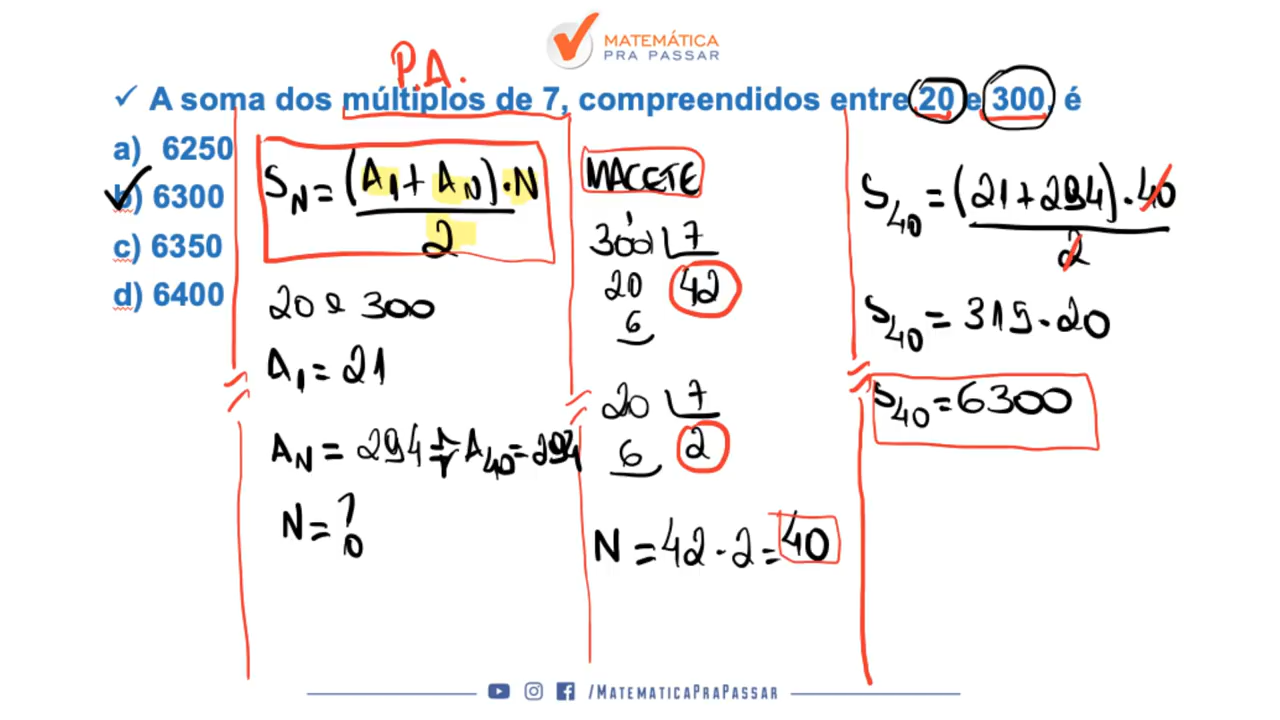 MATEMÁTICA
PRA PASSAR
P.A.
✓ A soma dos múltiplos de 7, compreendidos entre 20 e 300, é
a) 6250
b) 6300
c) 6350
d) 6400
S_N = (A_1 + A_N) · N
2
20 e 300
A_1 = 21
A_N = 294 A_40 = 294
N = ?
MACETE
300 7
20 42
6
20 7
6 2
N = 42 - 2 = 40
S_40 = (21 + 294) · 40
2
S_40 = 315 · 20
S_40 = 6300
/MATEMATICAPRAPASSAR